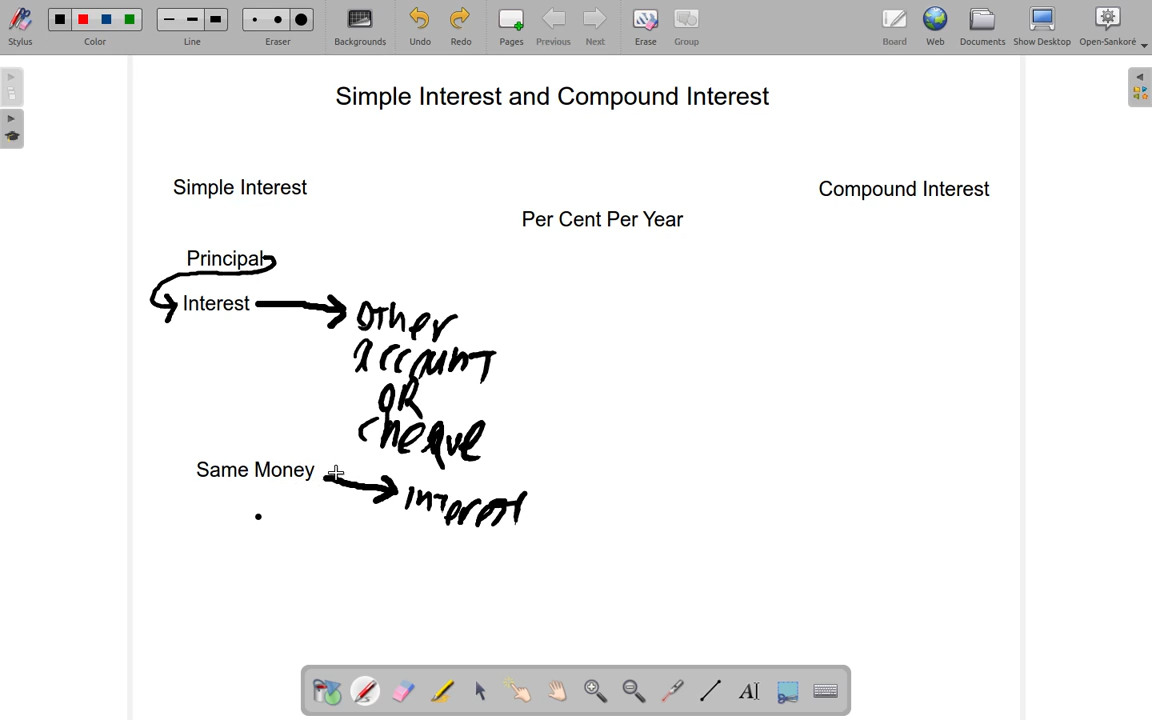 Stylus
Color
Line
Eraser
Backgrounds
Undo
Redo
Pages
Previous
Next
Erase
Group
Board
Web
Documents
Show Desktop
Open-Sankoré
Simple Interest and Compound Interest
Simple Interest
Compound Interest
Per Cent Per Year
Principal
Interest
Other
account
OR
cheque
Same Money
interest